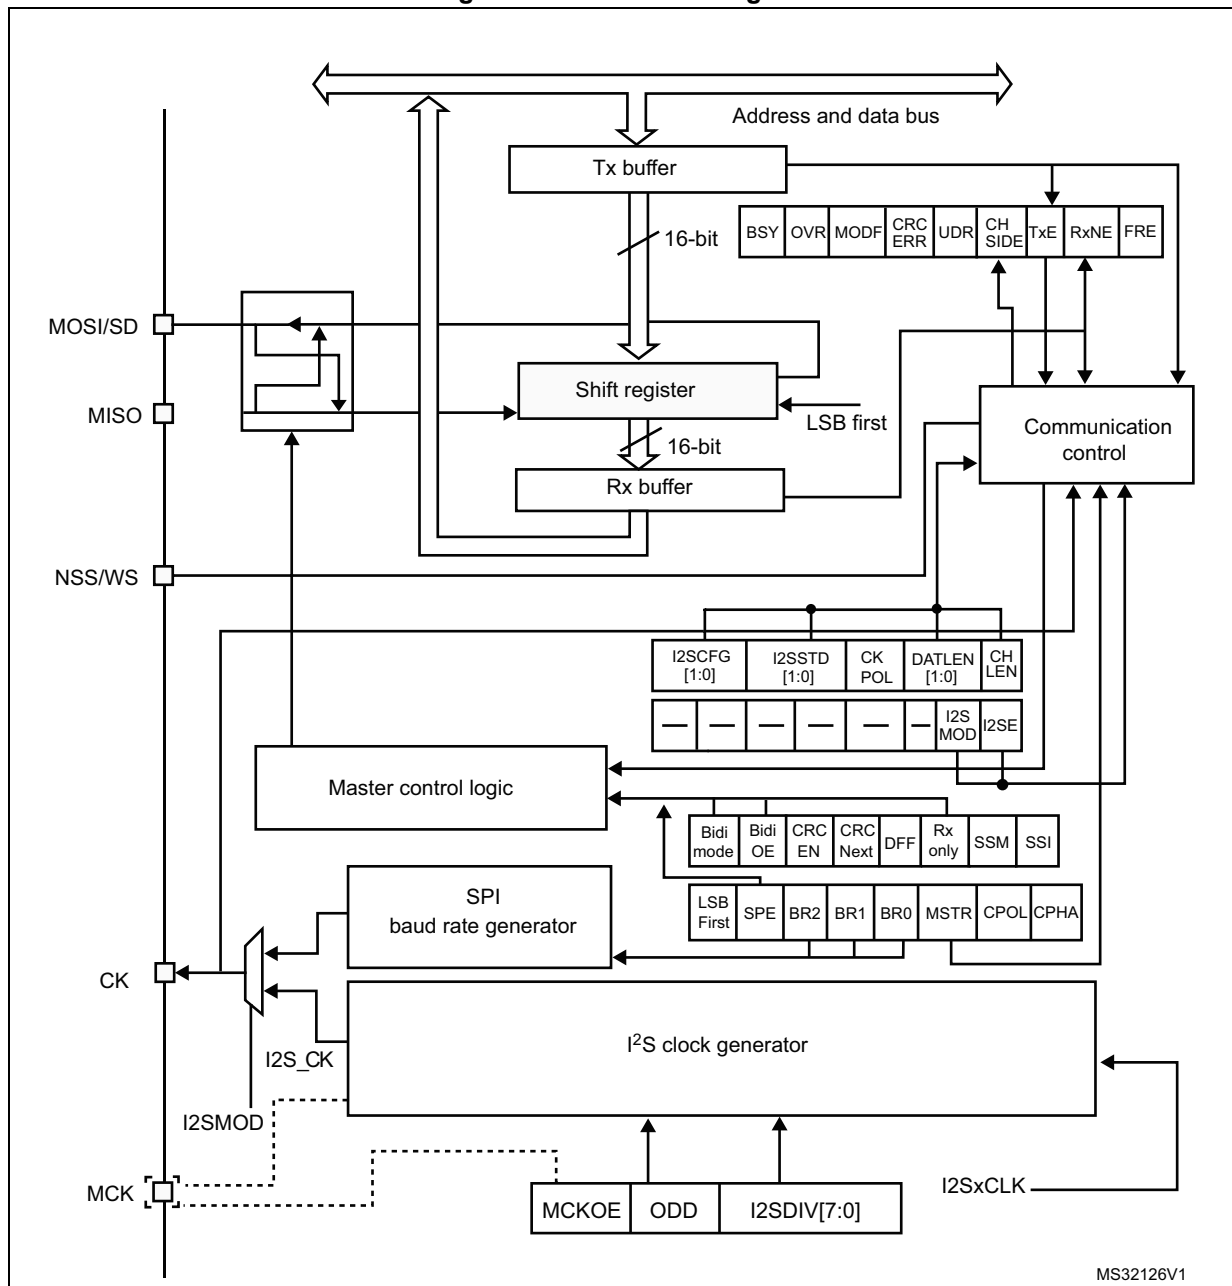 Address and data bus
Tx buffer
16-bit
BSY OVR MODF CRC ERR UDR CH SIDE TxE RxNE FRE
MOSI/SD
Shift register
MISO
LSB first
Communication
control
16-bit
Rx buffer
NSS/WS
I2SCFG [1:0] I2SSTD [1:0] CK POL DATLEN [1:0] CH LEN
— — — — — — I2S MOD I2SE
Master control logic
Bidi mode Bidi OE CRC EN CRC Next DFF Rx only SSM SSI
LSB First SPE BR2 BR1 BR0 MSTR CPOL CPHA
SPI
baud rate generator
CK
I2S clock generator
I2S_CK
I2SMOD
MCK
I2SxCLK
MCKOE ODD I2SDIV[7:0]
MS32126V1